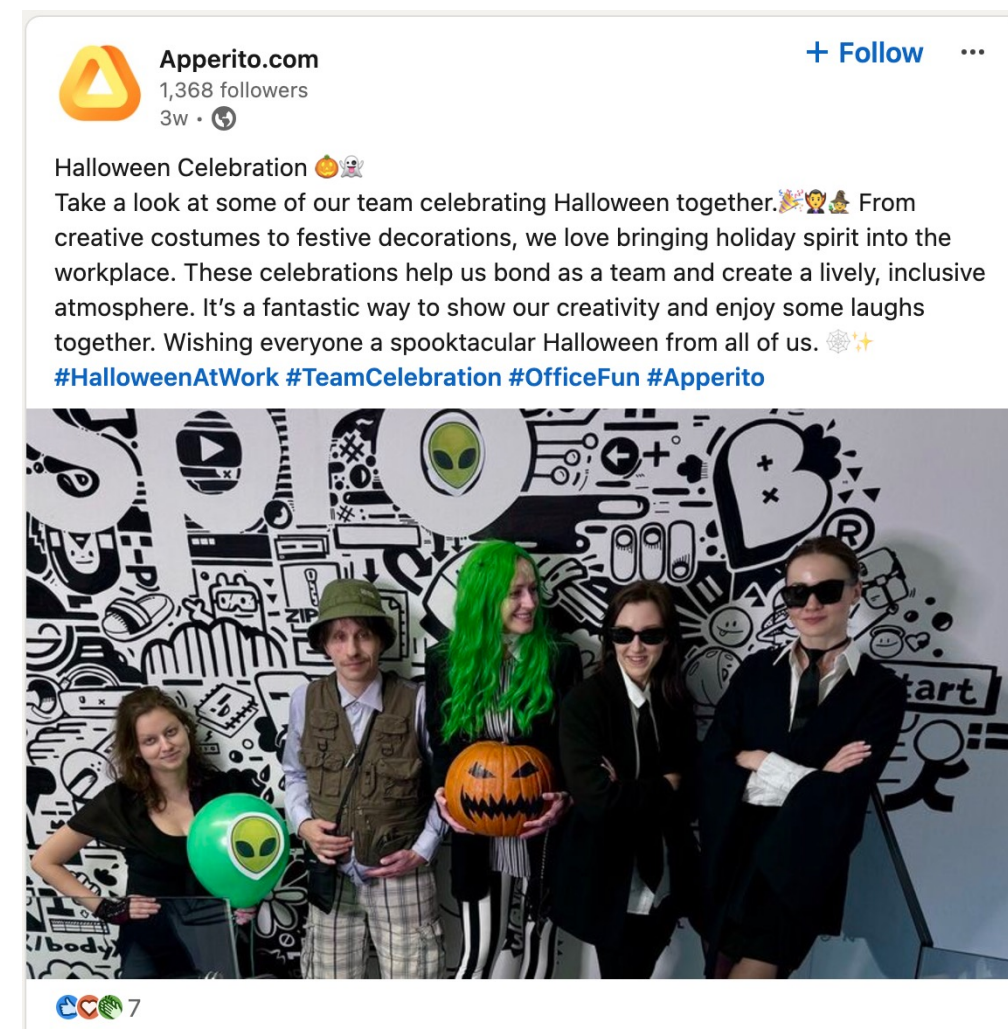 Apperito.com
+ Follow
1,368 followers
3w •
Halloween Celebration 🎃👻
Take a look at some of our team celebrating Halloween together.🎉🧛🧙 From
creative costumes to festive decorations, we love bringing holiday spirit into the
workplace. These celebrations help us bond as a team and create a lively, inclusive
atmosphere. It’s a fantastic way to show our creativity and enjoy some laughs
together. Wishing everyone a spooktacular Halloween from all of us. 🕸️✨
#HalloweenAtWork #TeamCelebration #OfficeFun #Apperito
ZIP
tart
/body
7